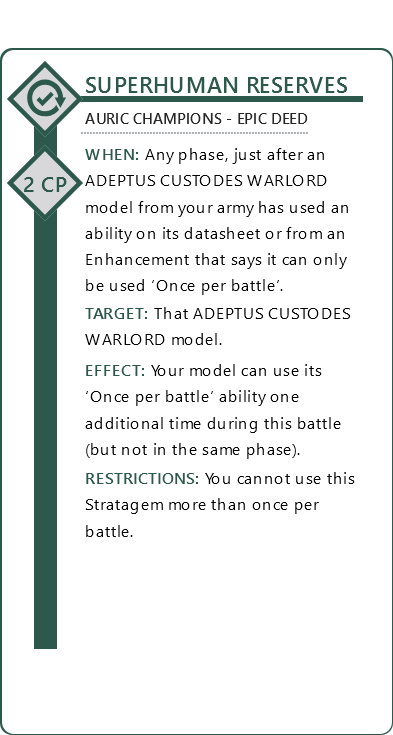 SUPERHUMAN RESERVES
AURIC CHAMPIONS - EPIC DEED
2 CP
WHEN: Any phase, just after an
ADEPTUS CUSTODES WARLORD
model from your army has used an
ability on its datasheet or from an
Enhancement that says it can only
be used ‘Once per battle’.
TARGET: That ADEPTUS CUSTODES
WARLORD model.
EFFECT: Your model can use its
‘Once per battle’ ability one
additional time during this battle
(but not in the same phase).
RESTRICTIONS: You cannot use this
Stratagem more than once per
battle.